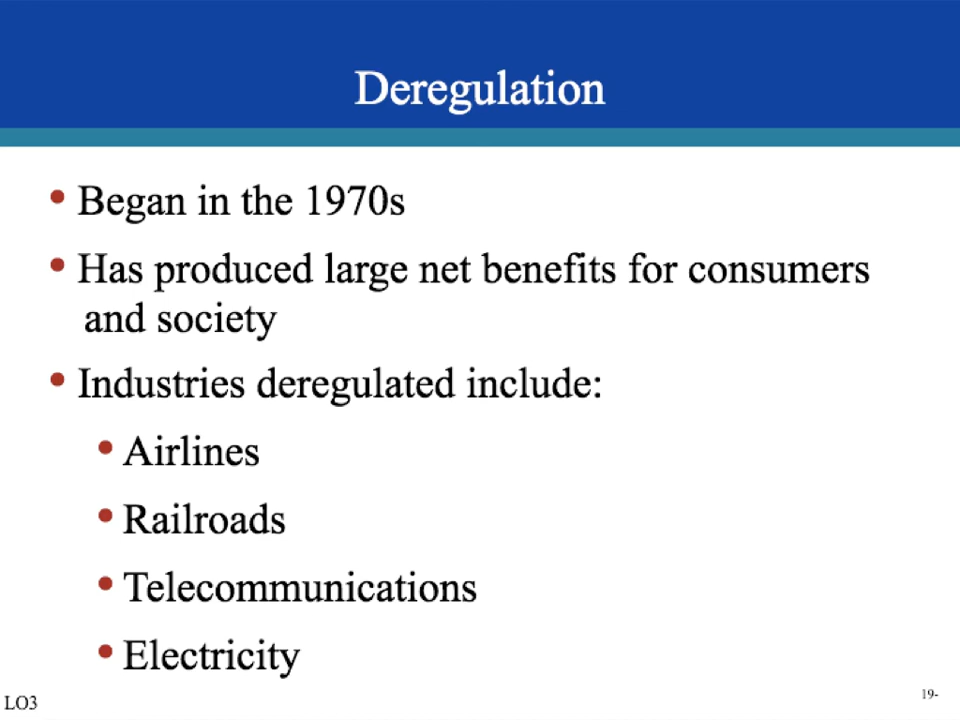 Deregulation
• Began in the 1970s
• Has produced large net benefits for consumers
and society
• Industries deregulated include:
• Airlines
• Railroads
• Telecommunications
• Electricity
LO3
19-